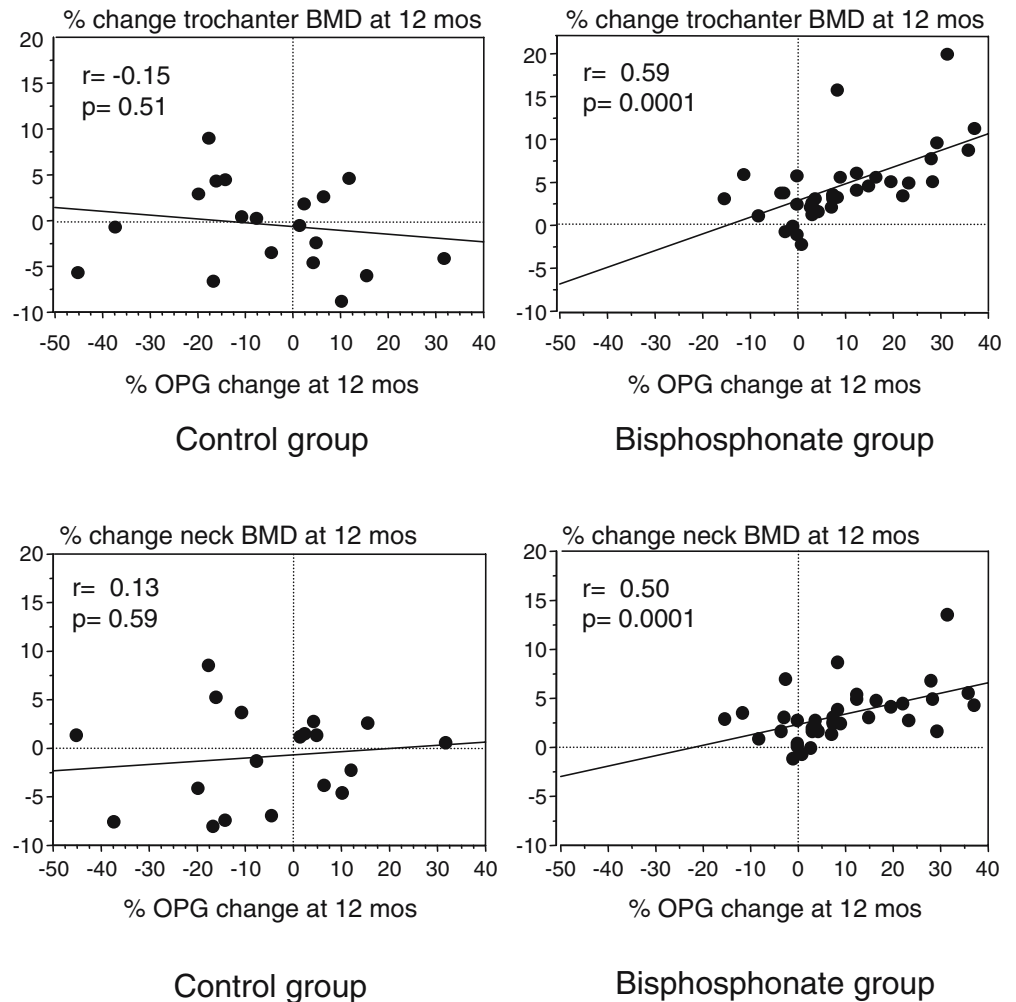 % change trochanter BMD at 12 mos
20
15
10
5
0
-5
-10
r= -0.15
p= 0.51
-50 -40 -30 -20 -10 0 10 20 30 40
% OPG change at 12 mos
Control group
% change trochanter BMD at 12 mos
20
15
10
5
0
-5
-10
r= 0.59
p= 0.0001
-50 -40 -30 -20 -10 0 10 20 30 40
% OPG change at 12 mos
Bisphosphonate group
% change neck BMD at 12 mos
20
15
10
5
0
-5
-10
r= 0.13
p= 0.59
-50 -40 -30 -20 -10 0 10 20 30 40
% OPG change at 12 mos
Control group
% change neck BMD at 12 mos
20
15
10
5
0
-5
-10
r= 0.50
p= 0.0001
-50 -40 -30 -20 -10 0 10 20 30 40
% OPG change at 12 mos
Bisphosphonate group